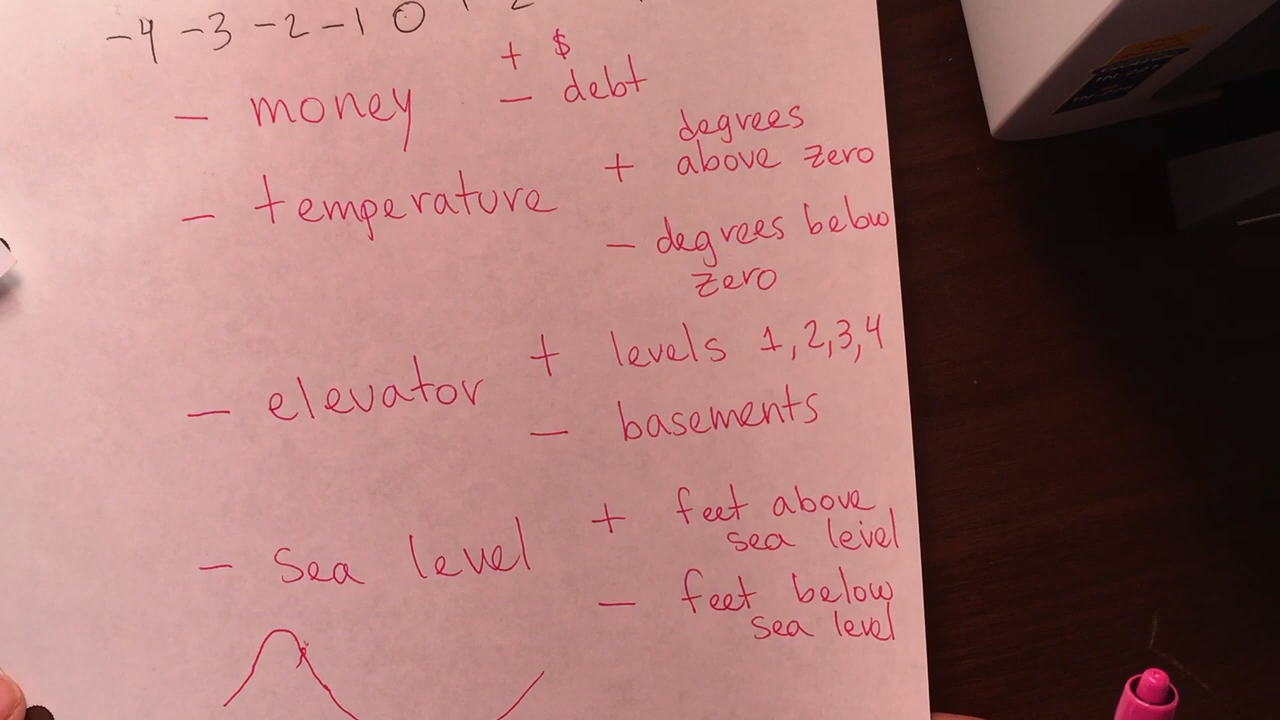 -4 -3 -2 -1 0
+ $
- money - debt
degrees
+ above zero
- temperature
- degrees below
zero
+ levels 1,2,3,4
- elevator
- basements
+ feet above
sea level
- sea level
- feet below
sea level